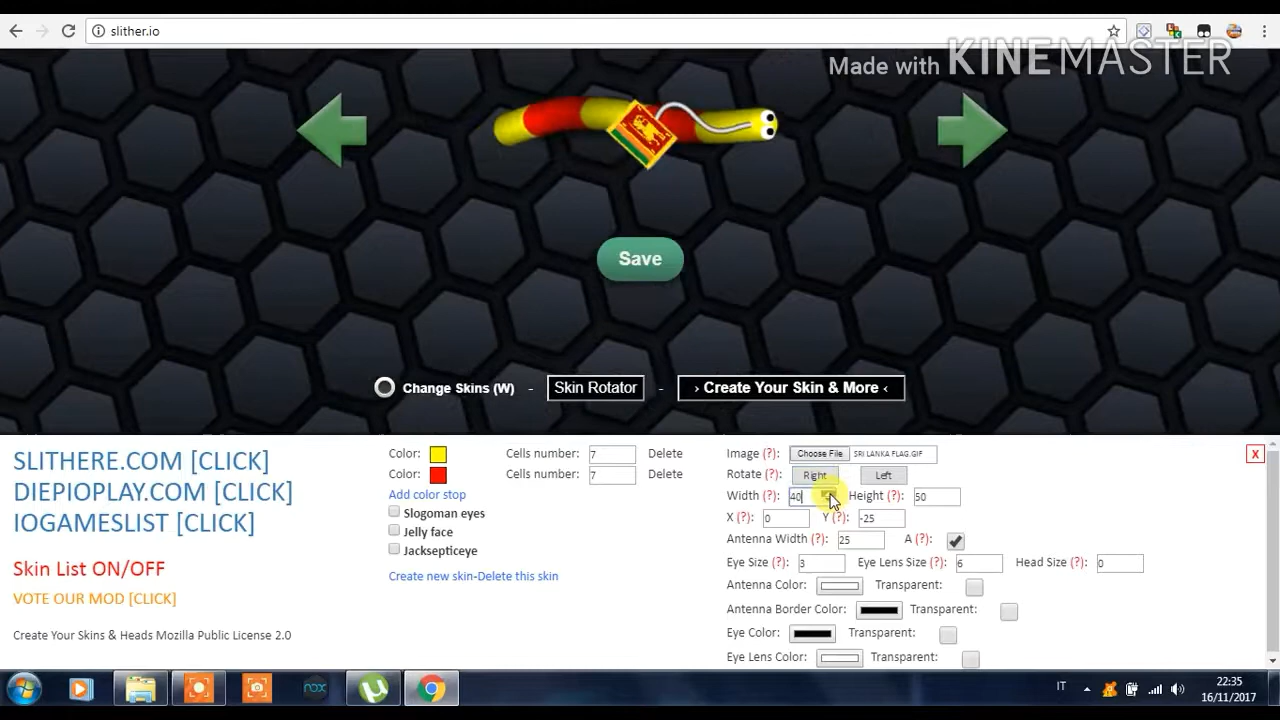 slither.io
Made with KINEMASTER
Save
Change Skins (W) - Skin Rotator - › Create Your Skin & More ‹
SLITHERE.COM [CLICK]
DIEPIOPLAY.COM [CLICK]
IOGAMESLIST [CLICK]
Skin List ON/OFF
VOTE OUR MOD [CLICK]
Create Your Skins & Heads Mozilla Public License 2.0
Color: Cells number: 7 Delete
Color: Cells number: 7 Delete
Add color stop
Slogoman eyes
Jelly face
Jacksepticeye
Create new skin-Delete this skin
Image (?): Choose File SRI LANKA FLAG.GIF
X
Rotate (?): Right Left
Width (?): 40 Height (?): 50
X (?): 0 Y (?): -25
Antenna Width (?): 25 A (?):
Eye Size (?): 3 Eye Lens Size (?): 6 Head Size (?): 0
Antenna Color: Transparent:
Antenna Border Color: Transparent:
Eye Color: Transparent:
Eye Lens Color: Transparent:
nox
IT
22:35
16/11/2017